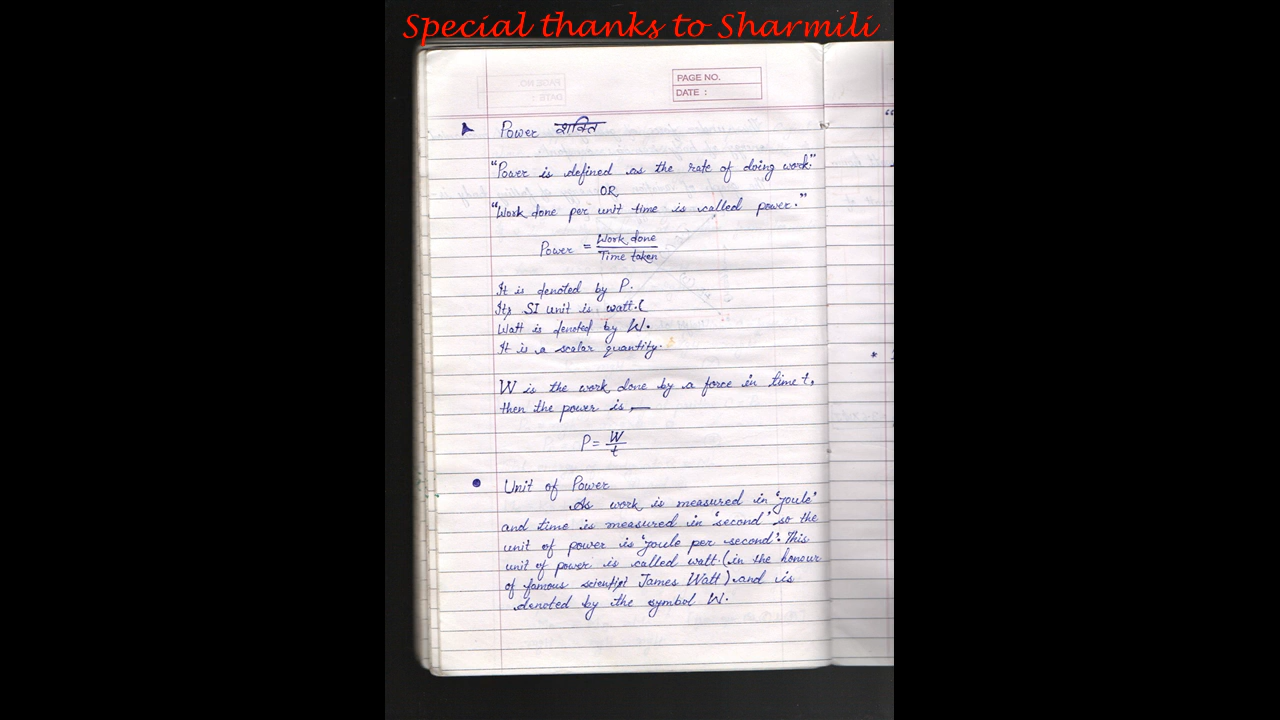 Special thanks to Sharmili
PAGE NO.
DATE :
Power शक्ति
"Power is defined as the rate of doing work."
OR
"Work done per unit time is called power."
Power = Work done
Time taken
It is denoted by P.
Its SI unit is watt.(
Watt is denoted by W.
It is a scalar quantity.
W is the work done by a force in time t,
then the power is —
P = W
t
Unit of Power
As work is measured in 'joule'
and time is measured in 'second' so the
unit of power is 'joule per second'. This
unit of power is called watt.(in the honour
of famous scientist James Watt) and is
denoted by the symbol W.